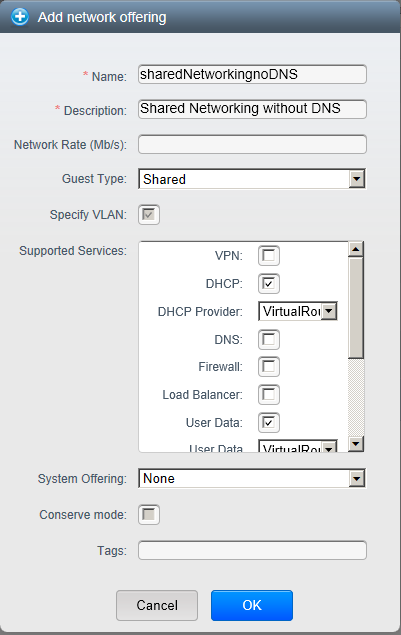 Add network offering
* Name: sharedNetworkingnoDNS
* Description: Shared Networking without DNS
Network Rate (Mb/s):
Guest Type: Shared
Specify VLAN:
Supported Services:
VPN:
DHCP:
DHCP Provider: VirtualRou
DNS:
Firewall:
Load Balancer:
User Data:
User Data VirtualRou
System Offering: None
Conserve mode:
Tags:
Cancel OK